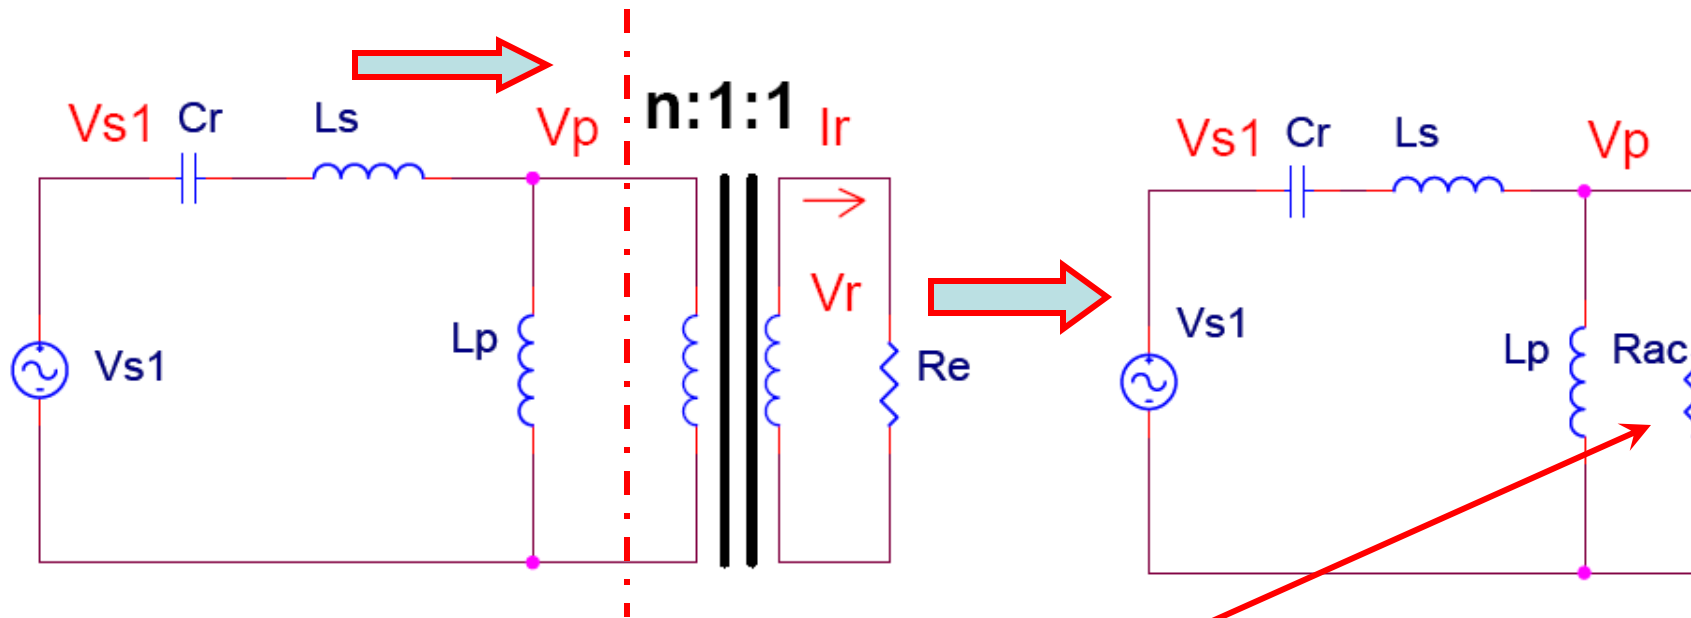 Vs1 Cr Ls Vp n:1:1 Ir
Vr
Lp
Vs1
Re
Vs1 Cr Ls Vp
Vs1
Lp Rac